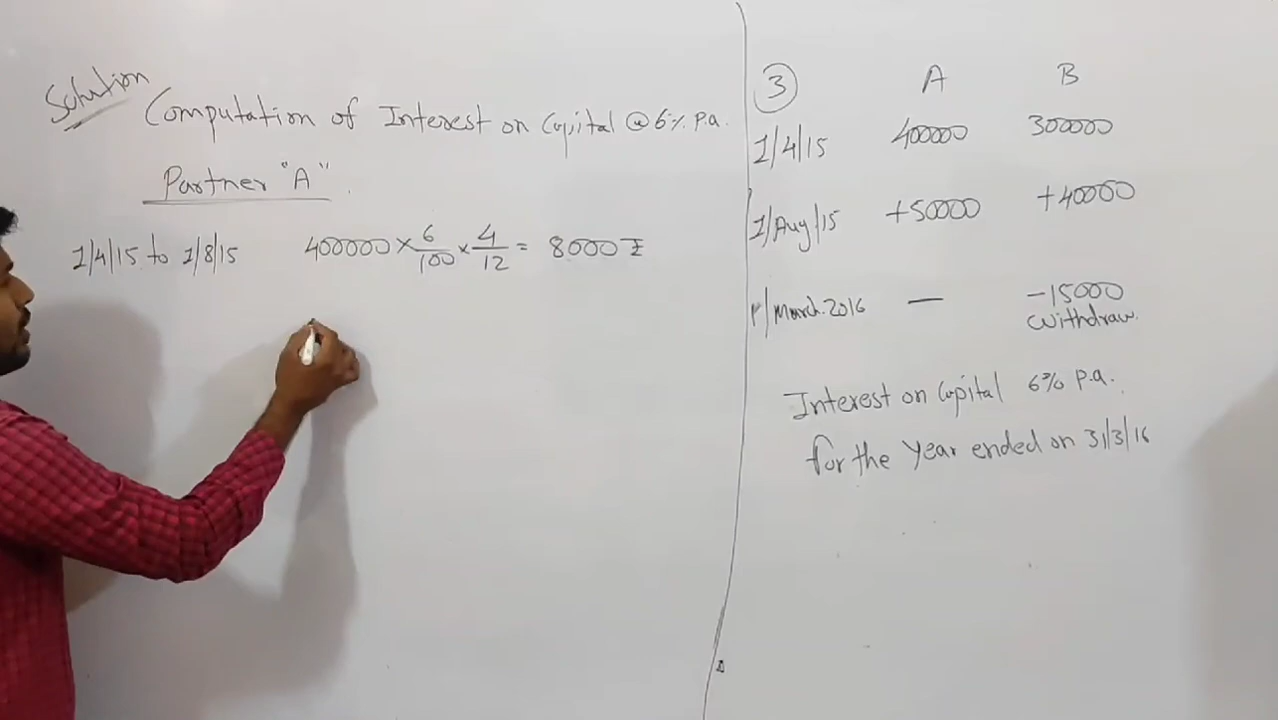 Solution
Computation of Interest on Capital @ 6% P.a.
Partner "A"
1/4/15 to 1/8/15 400000 × 6/100 × 4/12 = 8000 ₹
3 A B
1/4/15 400000 300000
1/Aug/15 +50000 +40000
1/March.2016 — -15000
Withdraw.
Interest on Capital 6% p.a.
for the Year ended on 31/3/16